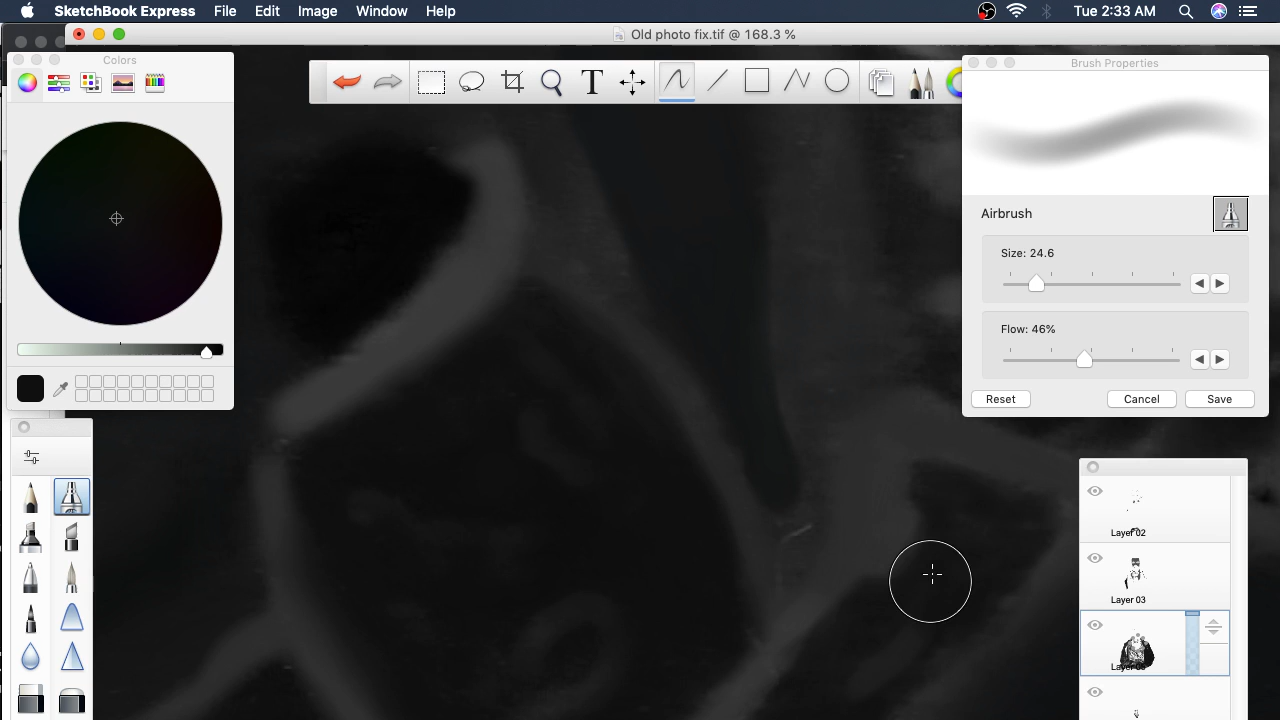 SketchBook Express File Edit Image Window Help Tue 2:33 AM
Old photo fix.tif @ 168.3 %
Colors
T
Brush Properties
Airbrush
Size: 24.6
Flow: 46%
Reset Cancel Save
Layer 02
Layer 03